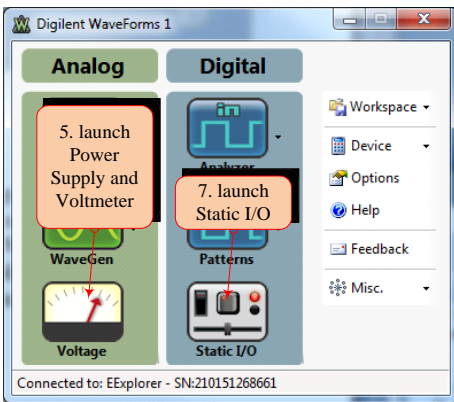 Digilent WaveForms 1
Analog
Digital
in
Workspace
5. launch
Power
Supply and
Voltmeter
Device
Analyzer
Options
7. launch
Static I/O
Help
WaveGen
Patterns
Feedback
Misc.
Voltage
Static I/O
Connected to: EExplorer - SN:210151268661